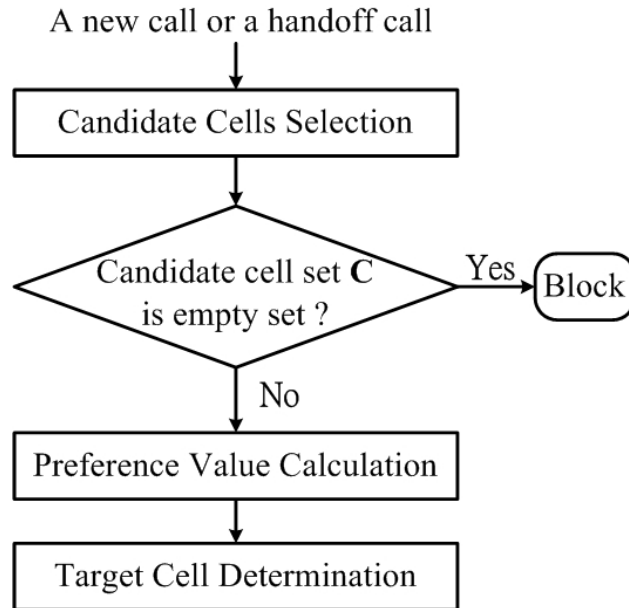 A new call or a handoff call
Candidate Cells Selection
Candidate cell set C
is empty set ?
Yes
Block
No
Preference Value Calculation
Target Cell Determination